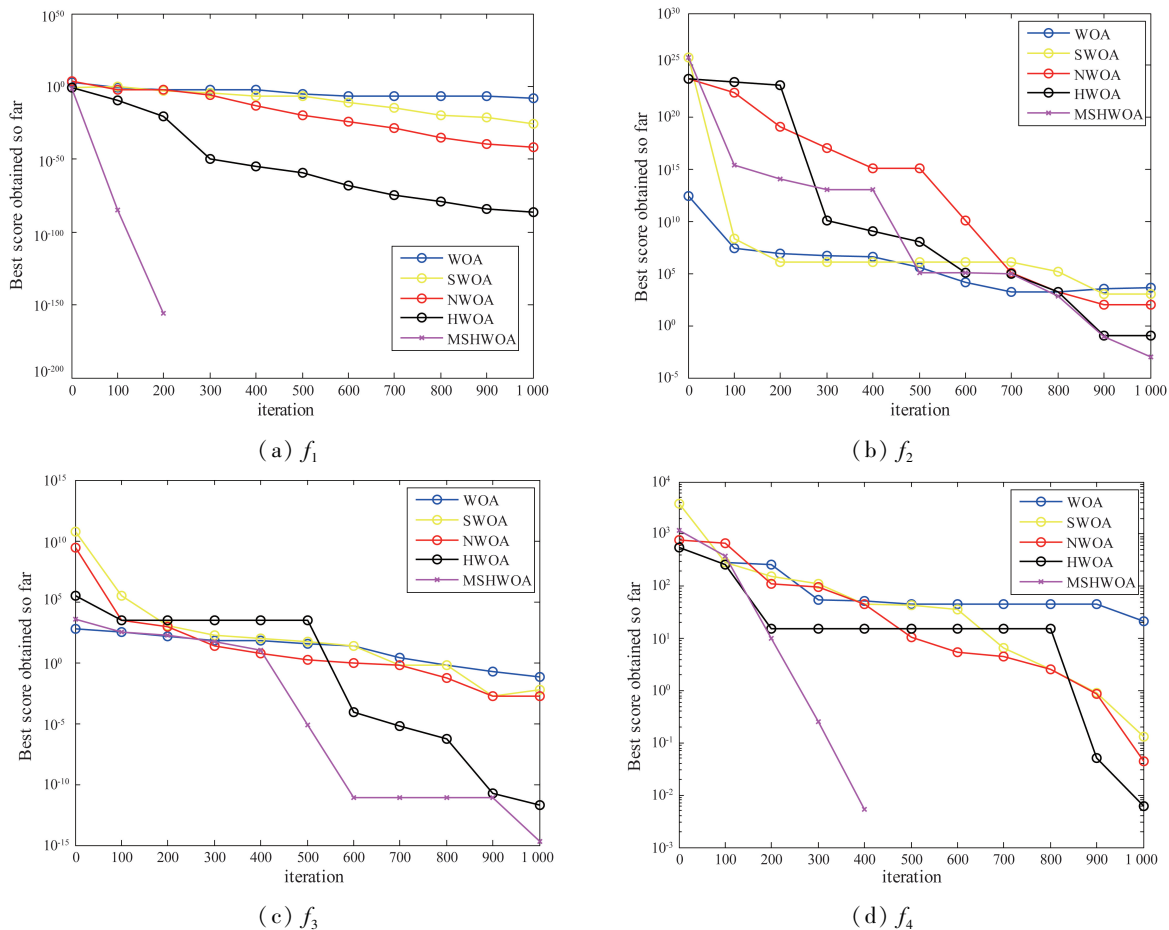 10^50
10^0
10^-50
10^-100
10^-150
10^-200
Best score obtained so far
0 100 200 300 400 500 600 700 800 900 1 000
iteration
WOA
SWOA
NWOA
HWOA
MSHWOA
(a) f_1
10^30
10^25
10^20
10^15
10^10
10^5
10^0
10^-5
Best score obtained so far
0 100 200 300 400 500 600 700 800 900 1 000
iteration
WOA
SWOA
NWOA
HWOA
MSHWOA
(b) f_2
10^15
10^10
10^5
10^0
10^-5
10^-10
10^-15
Best score obtained so far
0 100 200 300 400 500 600 700 800 900 1 000
iteration
WOA
SWOA
NWOA
HWOA
MSHWOA
(c) f_3
10^4
10^3
10^2
10^1
10^0
10^-1
10^-2
10^-3
Best score obtained so far
0 100 200 300 400 500 600 700 800 900 1 000
iteration
WOA
SWOA
NWOA
HWOA
MSHWOA
(d) f_4